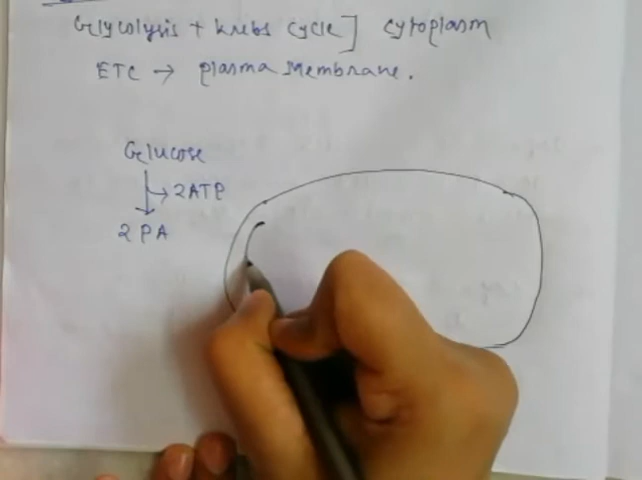 Glycolysis + Krebs cycle] cytoplasm
ETC → plasma Membrane.
Glucose
→ 2ATP
2 PA